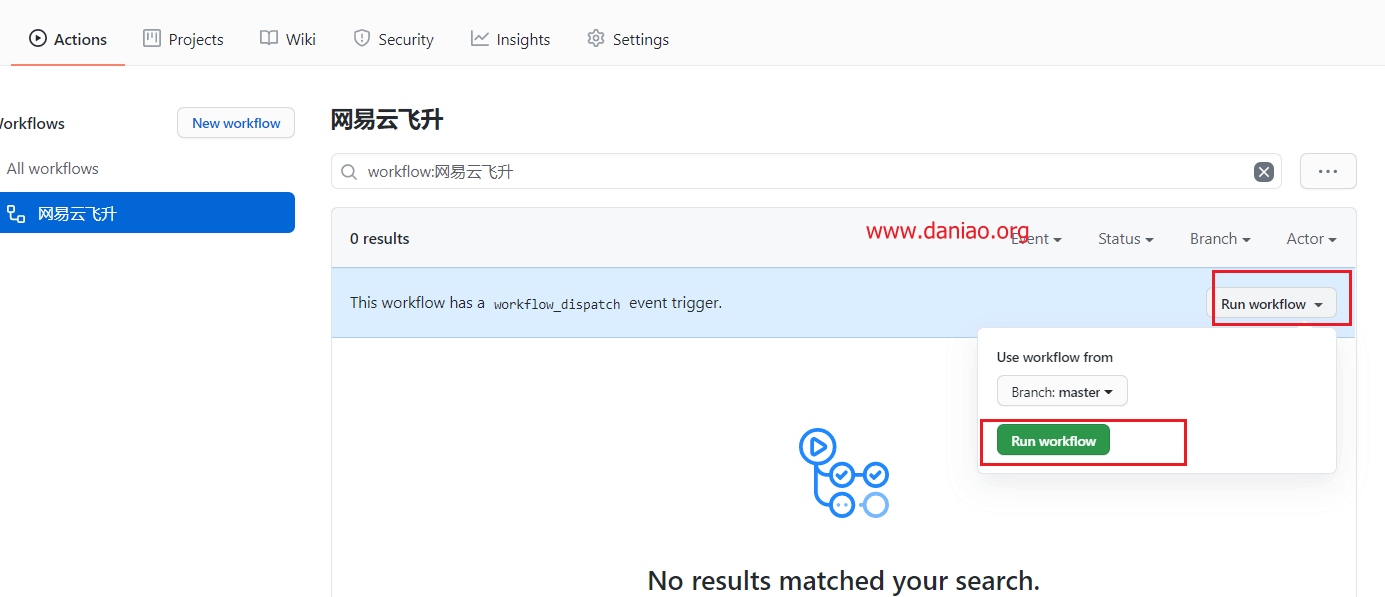 Actions Projects Wiki Security Insights Settings
Workflows New workflow 网易云飞升
All workflows workflow:网易云飞升
网易云飞升
www.daniao.org
0 results Event Status Branch Actor
This workflow has a workflow_dispatch event trigger. Run workflow
Use workflow from
Branch: master
Run workflow
No results matched your search.